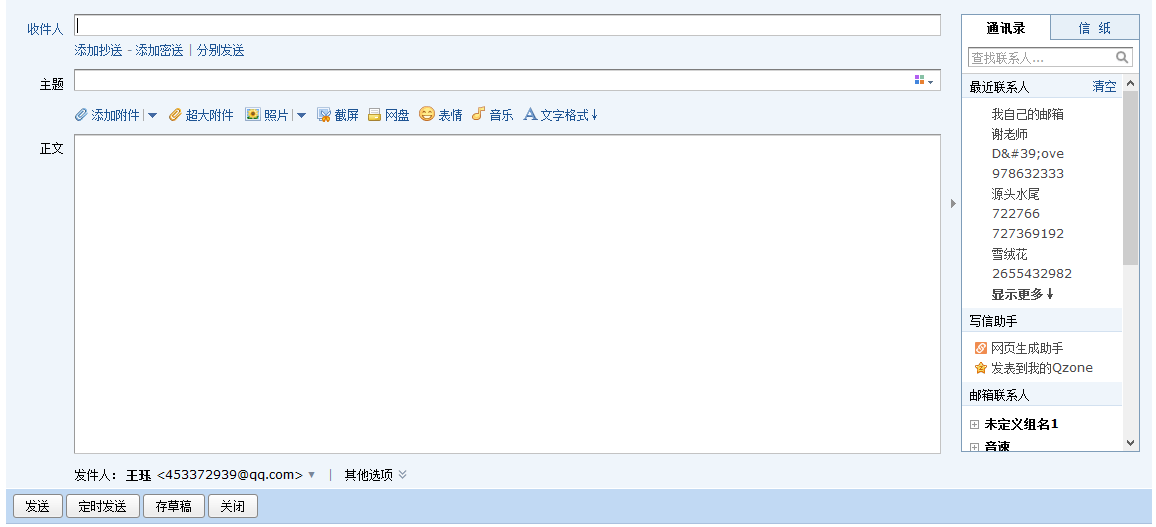 收件人
添加抄送 - 添加密送 | 分别发送
主题
添加附件 | 超大附件 照片 | 截屏 网盘 表情 音乐 A 文字格式↓
正文
发件人：王珏 <453372939@qq.com> | 其他选项
发送 定时发送 存草稿 关闭
通讯录 信 纸
查找联系人...
最近联系人 清空
我自己的邮箱
谢老师
D&#39;ove
978632333
源头水尾
722766
727369192
雪绒花
2655432982
显示更多↓
写信助手
网页生成助手
发表到我的Qzone
邮箱联系人
未定义组名1
音速